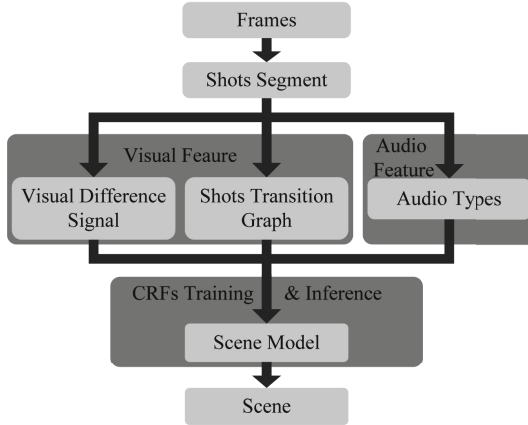 Frames
Shots Segment
Visual Feaure
Audio
Feature
Visual Difference
Signal
Shots Transition
Graph
Audio Types
CRFs Training & Inference
Scene Model
Scene